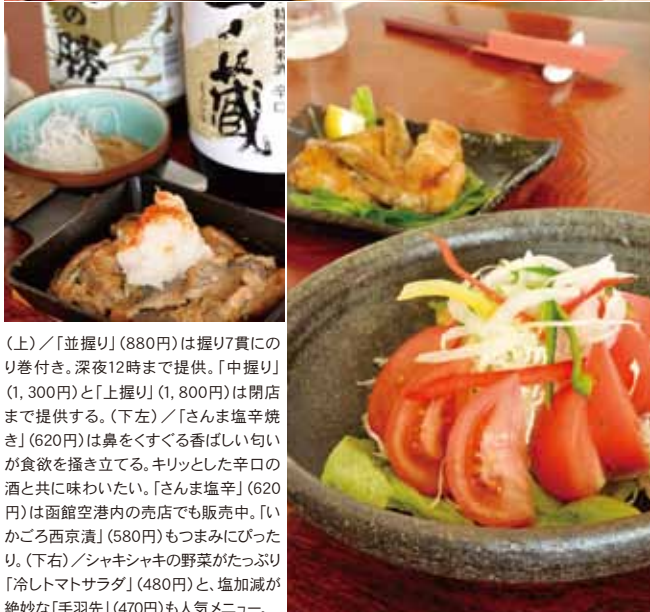 の勝
特別純米酒 辛口
蔵
(上)/「並握り」(880円)は握り7貫にの
り巻付き。深夜12時まで提供。「中握り」
(1,300円)と「上握り」(1,800円)は閉店
まで提供する。(下左)/「さんま塩辛焼
き」(620円)は鼻をくすぐる香ばしい匂い
が食欲を掻き立てる。キリッとした辛口の
酒と共に味わいたい。「さんま塩辛」(620
円)は函館空港内の売店でも販売中。「い
かごろ西京漬」(580円)もつまみにぴった
り。(下右)/シャキシャキの野菜がたっぷり
「冷しトマトサラダ」(480円)と、塩加減が
絶妙な「手羽先」(470円)も人気メニュー。